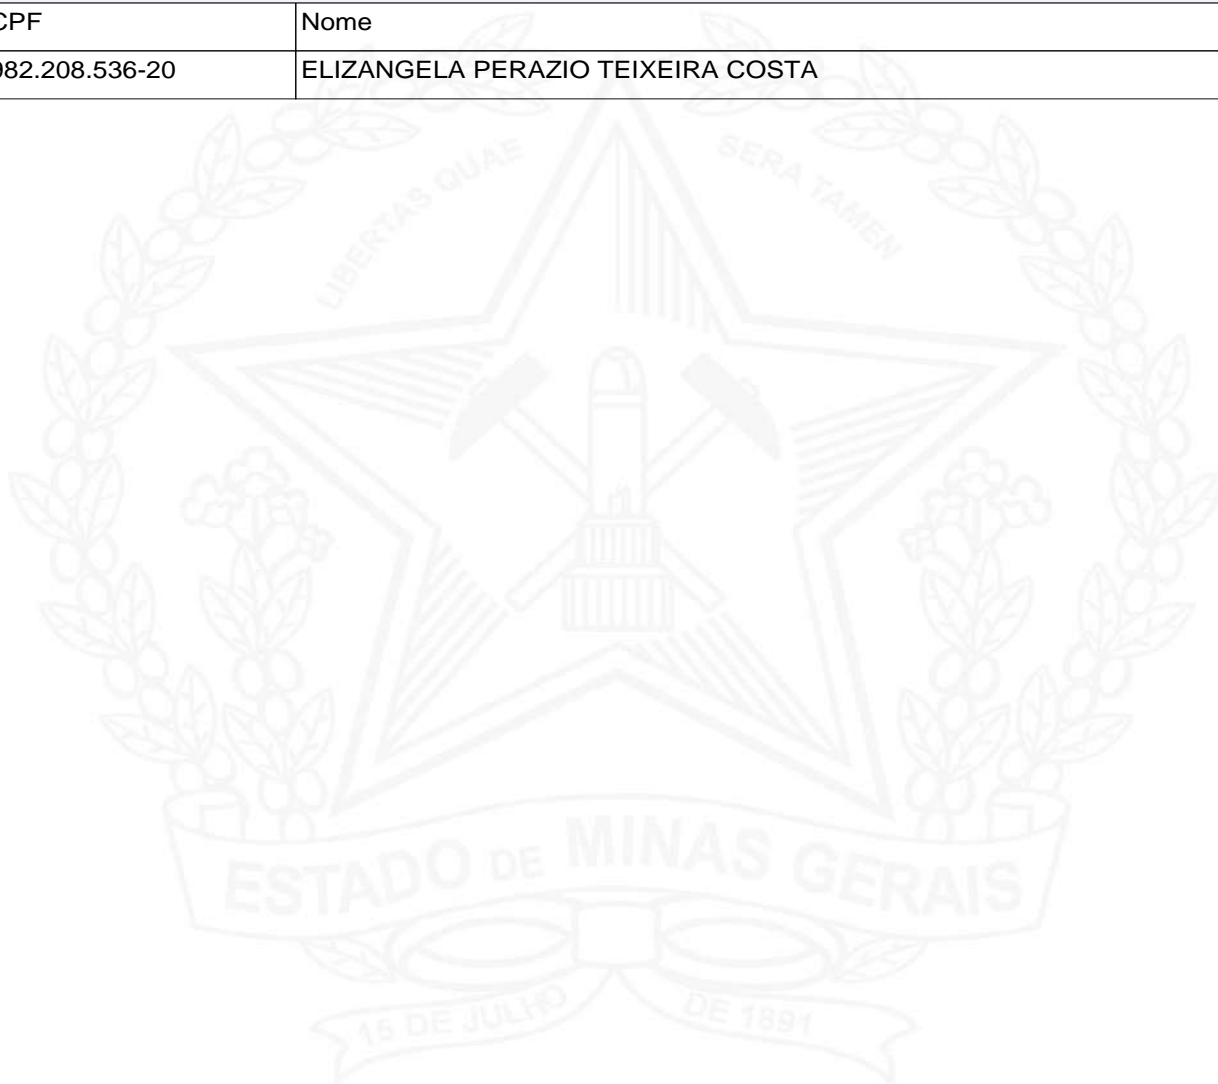 CPF Nome
982.208.536-20 ELIZANGELA PERAZIO TEIXEIRA COSTA
LIBERTAS QUAE SERA TAMEN
ESTADO DE MINAS GERAIS
15 DE JULHO DE 1891